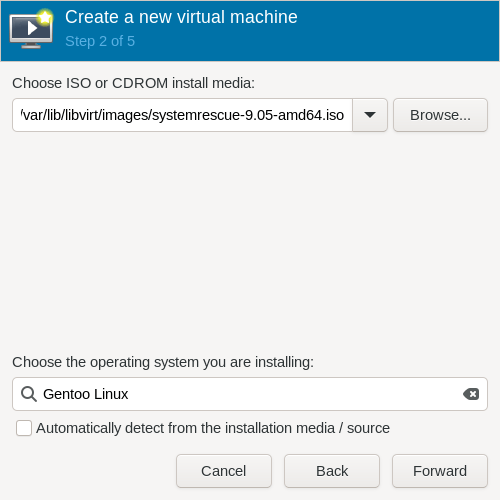 Create a new virtual machine
Step 2 of 5
Choose ISO or CDROM install media:
/var/lib/libvirt/images/systemrescue-9.05-amd64.iso
Browse...
Choose the operating system you are installing:
Gentoo Linux
Automatically detect from the installation media / source
Cancel
Back
Forward